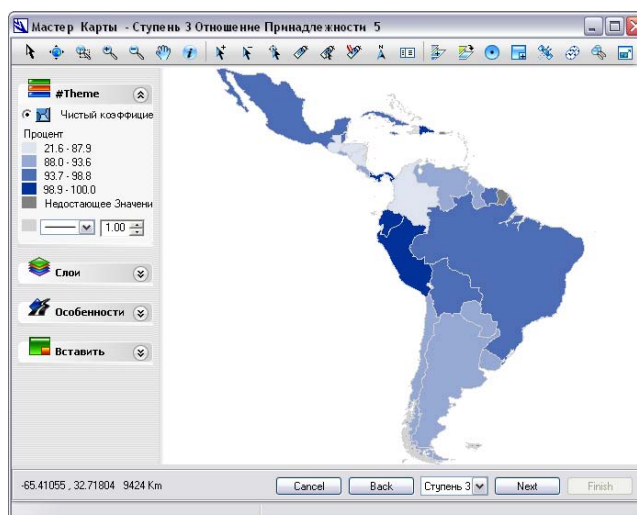 Мастер Карты - Ступень 3 Отношение Принадлежности 5
#Theme
Чистый коэффицие
Процент
21.6 - 87.9
88.0 - 93.6
93.7 - 98.8
98.9 - 100.0
Недостающее Значени
1.00
Слои
Особенности
Вставить
-65.41055 , 32.71804 9424 Km
Cancel
Back
Ступень 3
Next
Finish